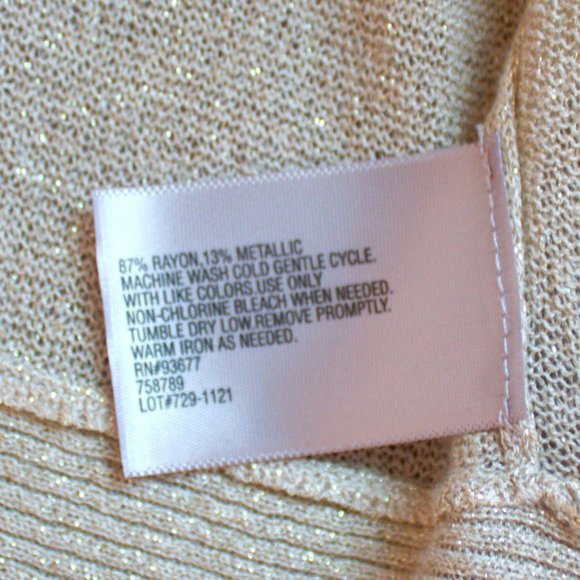 87% RAYON,13% METALLIC
MACHINE WASH COLD GENTLE CYCLE.
WITH LIKE COLORS.USE ONLY
NON-CHLORINE BLEACH WHEN NEEDED.
TUMBLE DRY LOW.REMOVE PROMPTLY.
WARM IRON AS NEEDED.
RN#93677
758789
LOT#729-1121